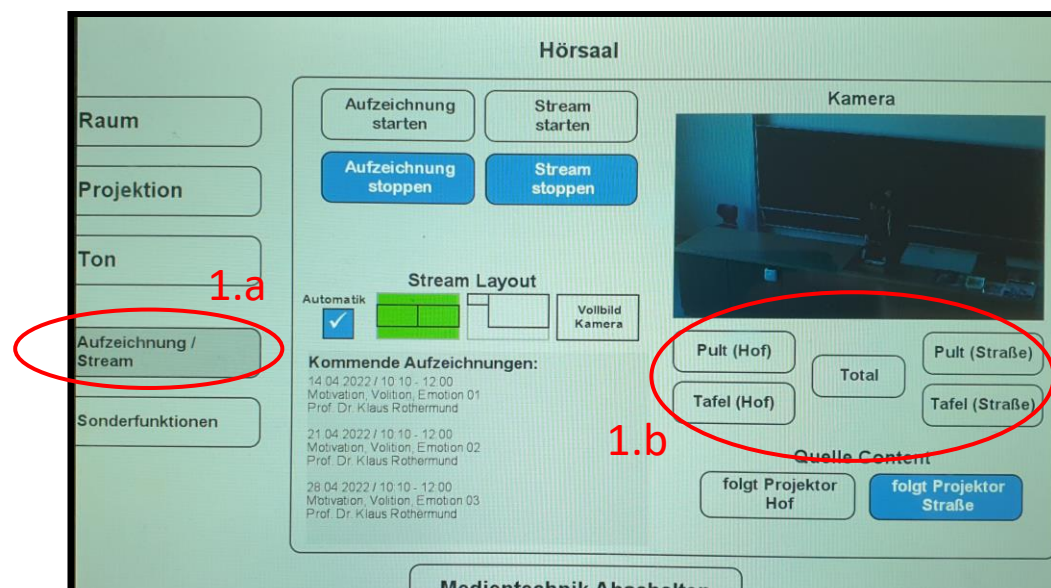 Hörsaal
Raum
Projektion
Ton
1.a
Aufzeichnung /
Stream
Sonderfunktionen
Aufzeichnung
starten
Stream
starten
Aufzeichnung
stoppen
Stream
stoppen
Stream Layout
Automatik
Vollbild
Kamera
Kommende Aufzeichnungen:
14.04.2022 / 10:10 - 12:00
Motivation, Volition, Emotion 01
Prof. Dr. Klaus Rothermund
21.04.2022 / 10:10 - 12:00
Motivation, Volition, Emotion 02
Prof. Dr. Klaus Rothermund
28.04.2022 / 10:10 - 12:00
Motivation, Volition, Emotion 03
Prof. Dr. Klaus Rothermund
Kamera
Pult (Hof)
Total
Pult (Straße)
Tafel (Hof)
Tafel (Straße)
1.b
Quelle Content
folgt Projektor
Hof
folgt Projektor
Straße
Medientechnik Abschalten